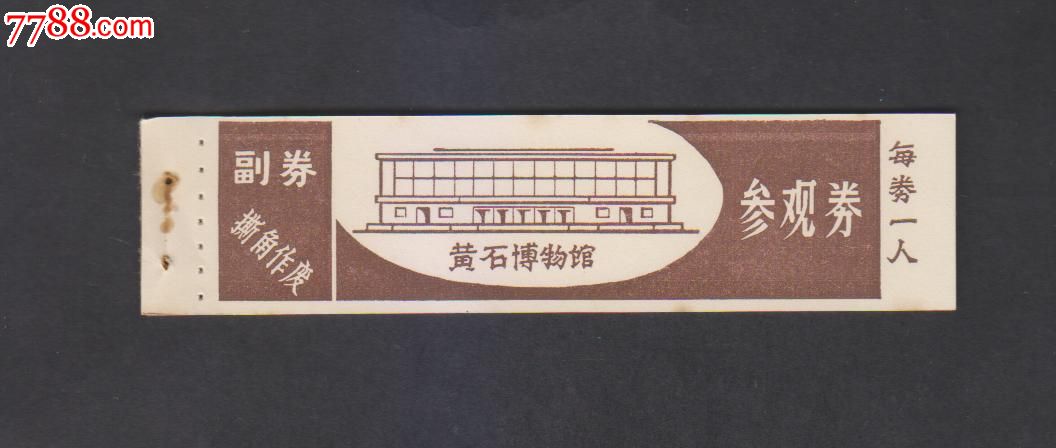 7788.com
副券
撕角作废
黄石博物馆
参观券
每券一人